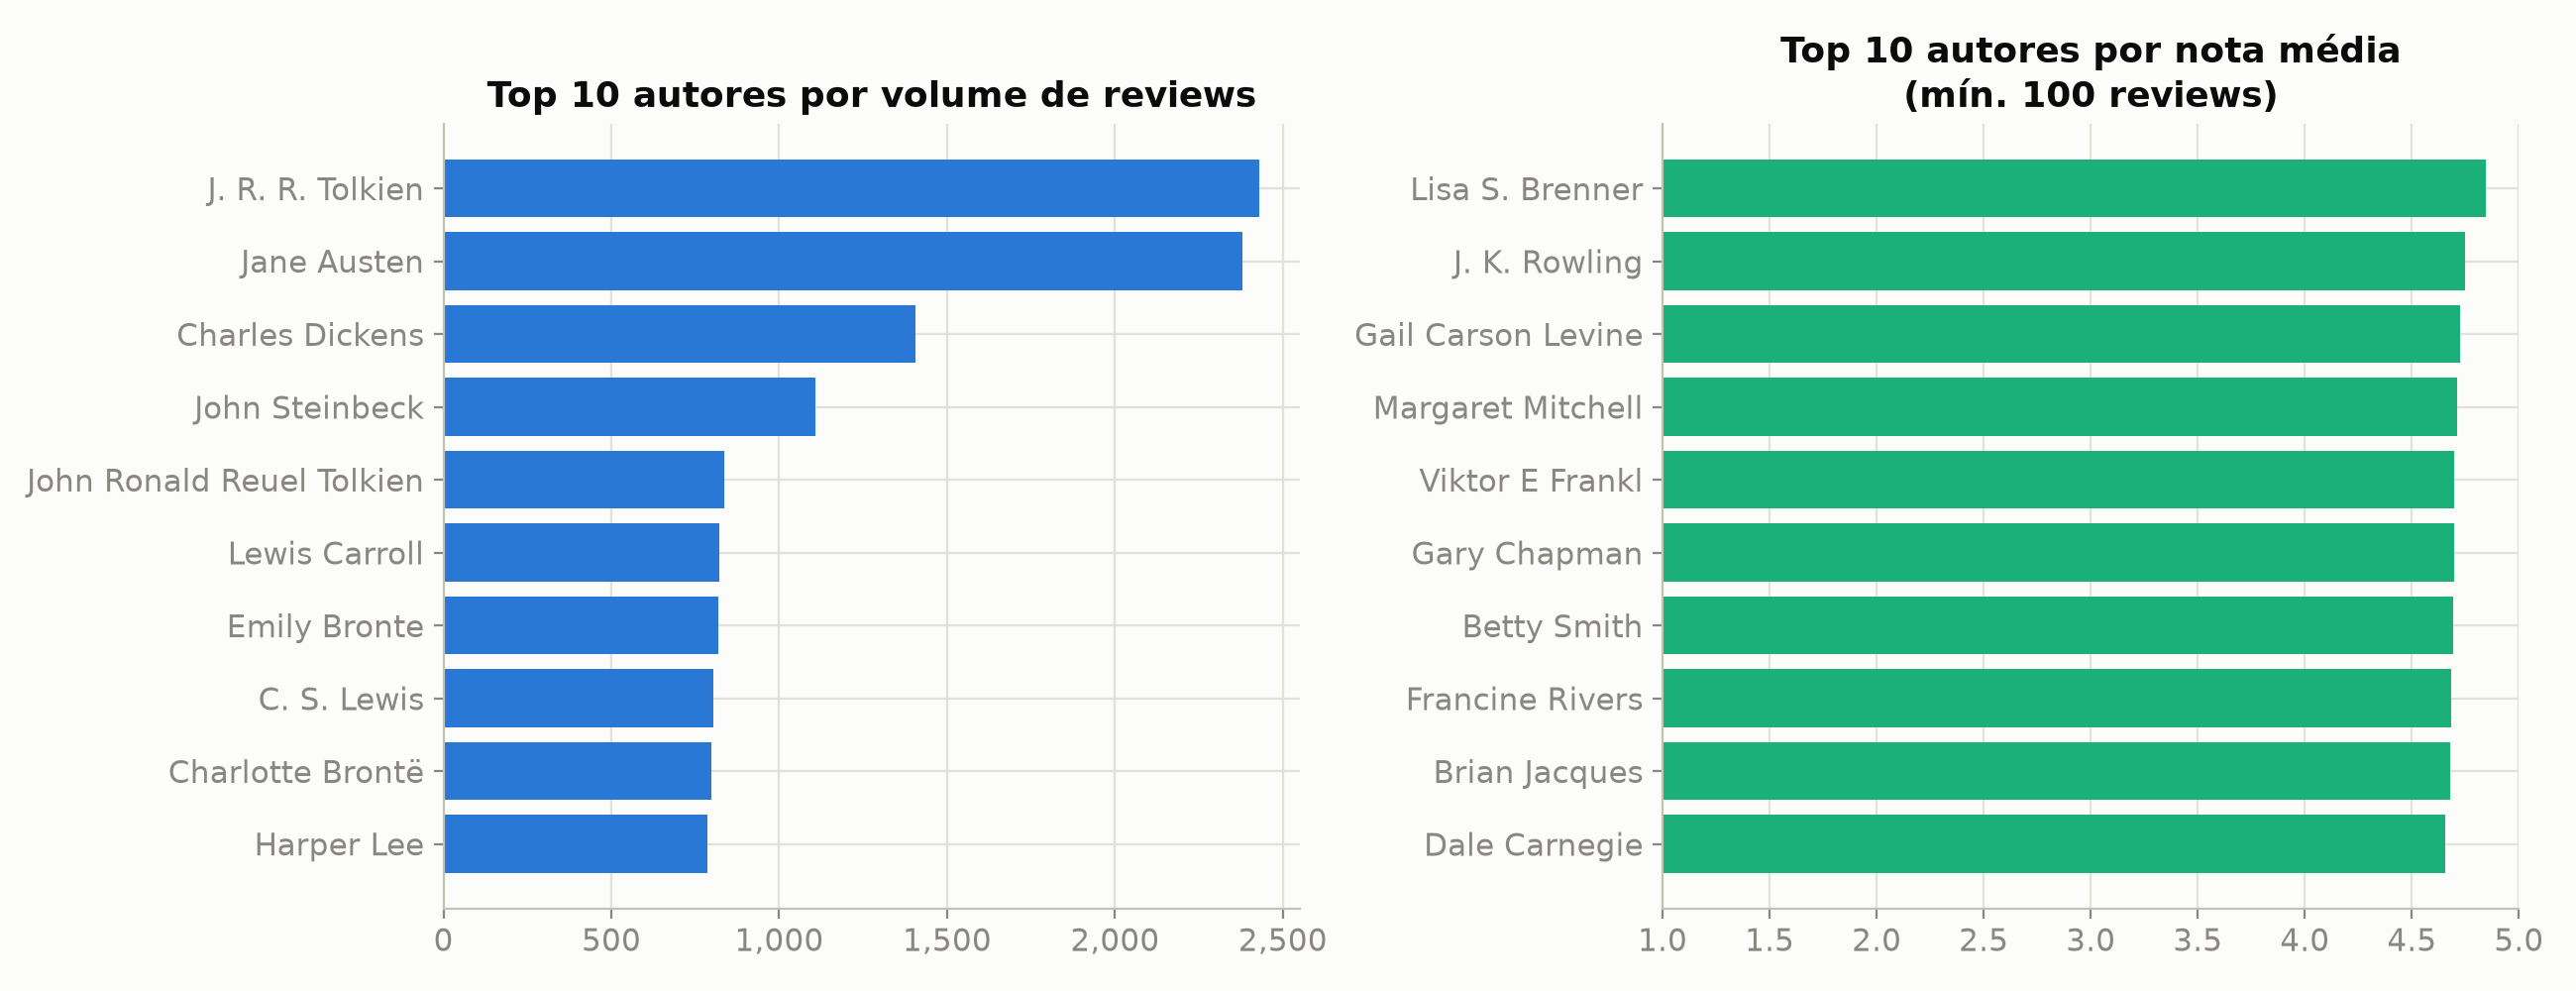 Top 10 autores por volume de reviews
J. R. R. Tolkien
Jane Austen
Charles Dickens
John Steinbeck
John Ronald Reuel Tolkien
Lewis Carroll
Emily Bronte
C. S. Lewis
Charlotte Brontë
Harper Lee
0 500 1,000 1,500 2,000 2,500
Top 10 autores por nota média
(mín. 100 reviews)
Lisa S. Brenner
J. K. Rowling
Gail Carson Levine
Margaret Mitchell
Viktor E Frankl
Gary Chapman
Betty Smith
Francine Rivers
Brian Jacques
Dale Carnegie
1.0 1.5 2.0 2.5 3.0 3.5 4.0 4.5 5.0